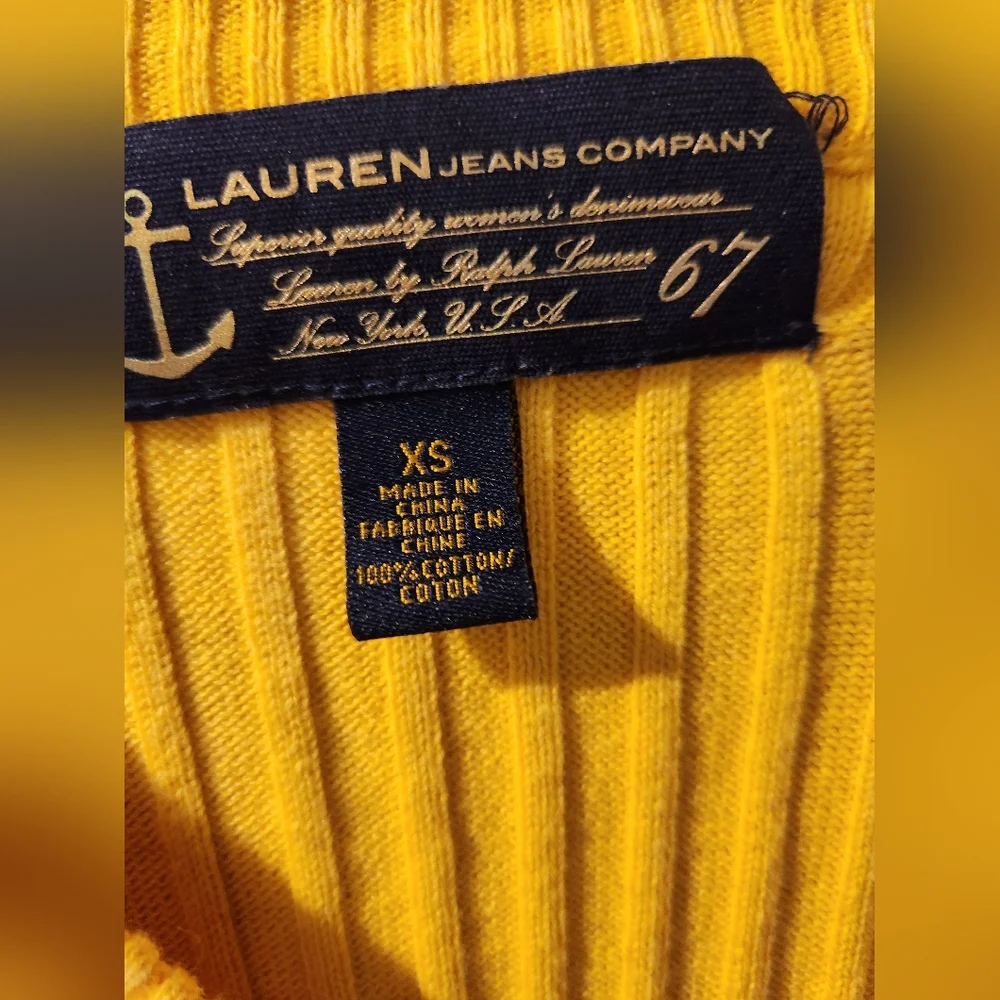 LAUREN JEANS COMPANY
Superior quality women's denimwear
Lauren by Ralph Lauren 67
New York, U.S.A.
XS
MADE IN
CHINA
FABRIQUE EN
CHINE
100% COTTON/
COTON